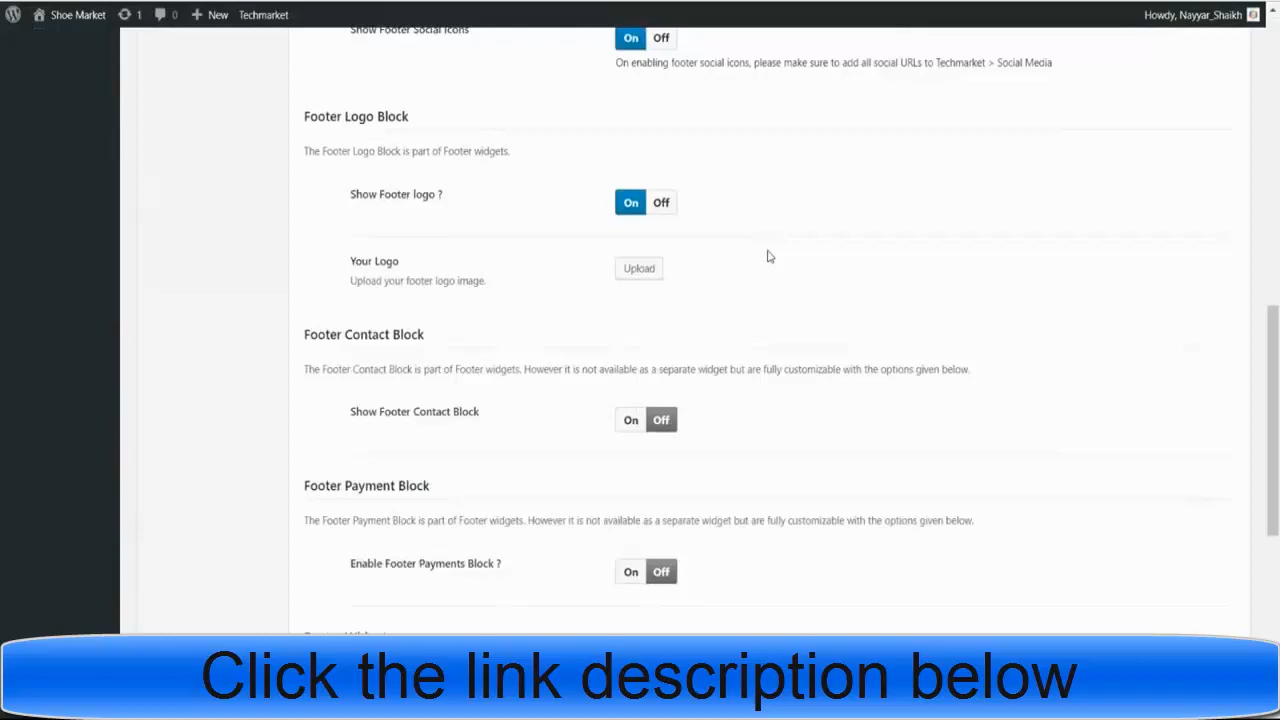 Shoe Market 1 0 New Techmarket Howdy, Nayyar_Shaikh
Show Footer Social Icons On Off
On enabling footer social icons, please make sure to add all social URLs to Techmarket > Social Media
Footer Logo Block
The Footer Logo Block is part of Footer widgets.
Show Footer logo ? On Off
Your Logo Upload
Upload your footer logo image.
Footer Contact Block
The Footer Contact Block is part of Footer widgets. However it is not available as a separate widget but are fully customizable with the options given below.
Show Footer Contact Block On Off
Footer Payment Block
The Footer Payment Block is part of Footer widgets. However it is not available as a separate widget but are fully customizable with the options given below.
Enable Footer Payments Block ? On Off
Click the link description below